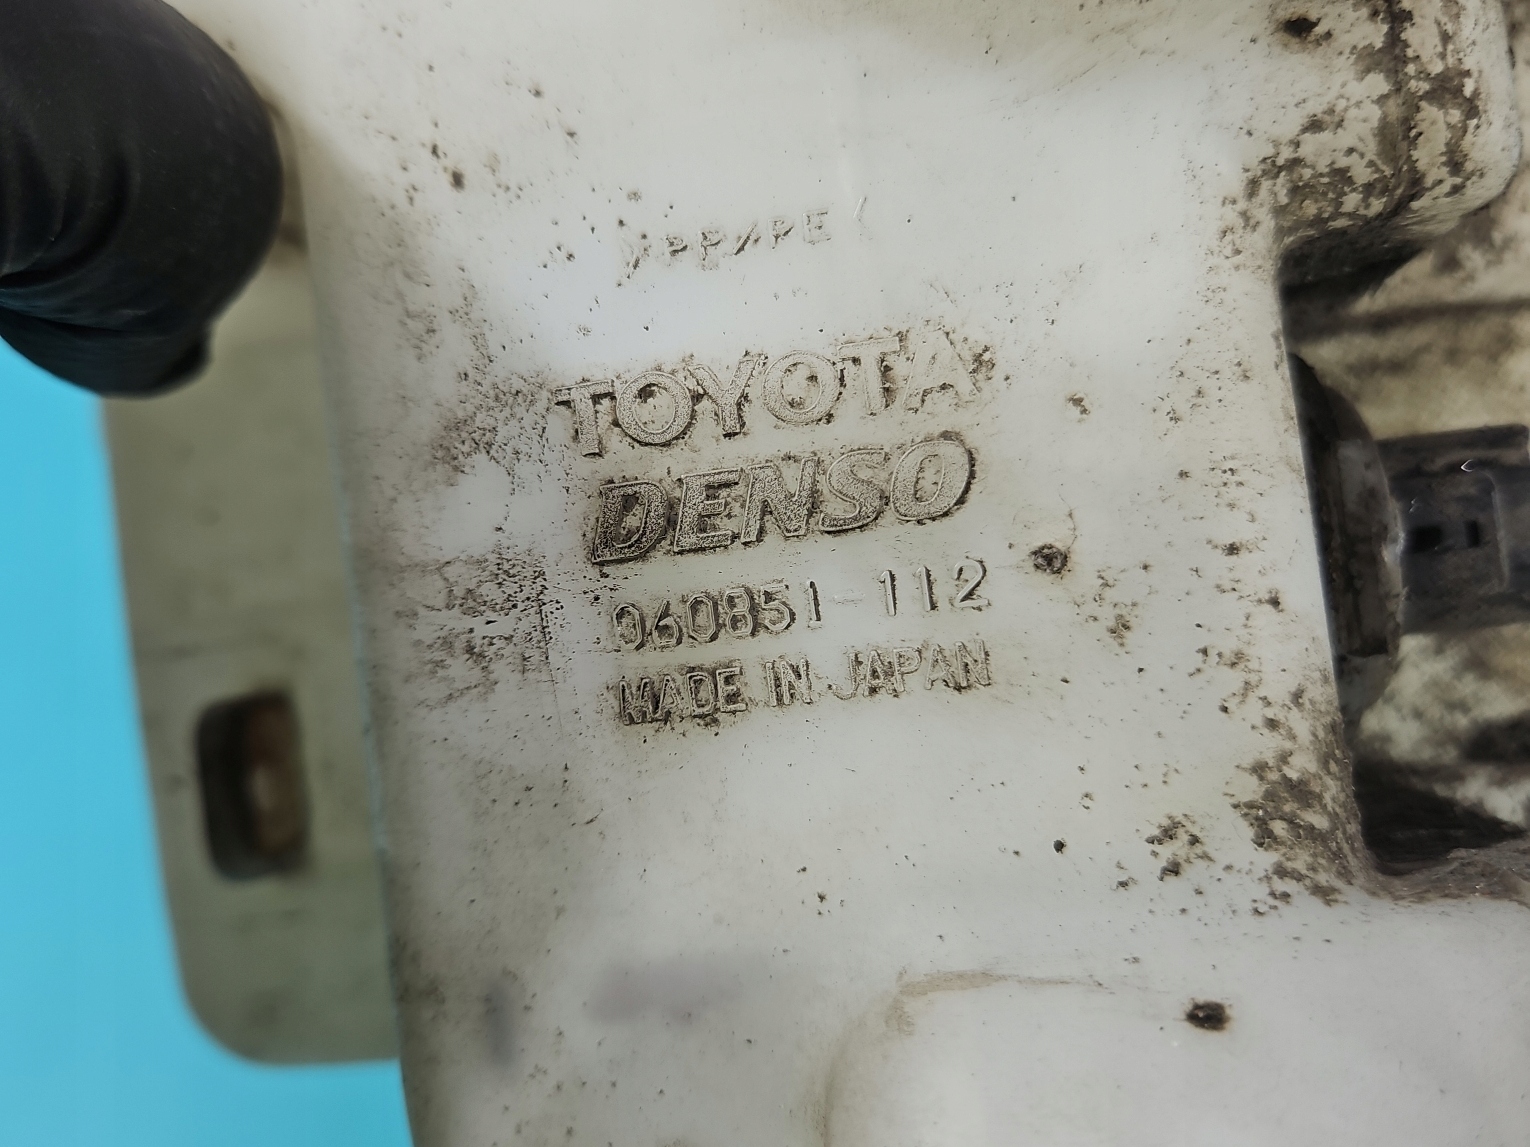 >PP/PE<
TOYOTA
DENSO
060851-112
MADE IN JAPAN